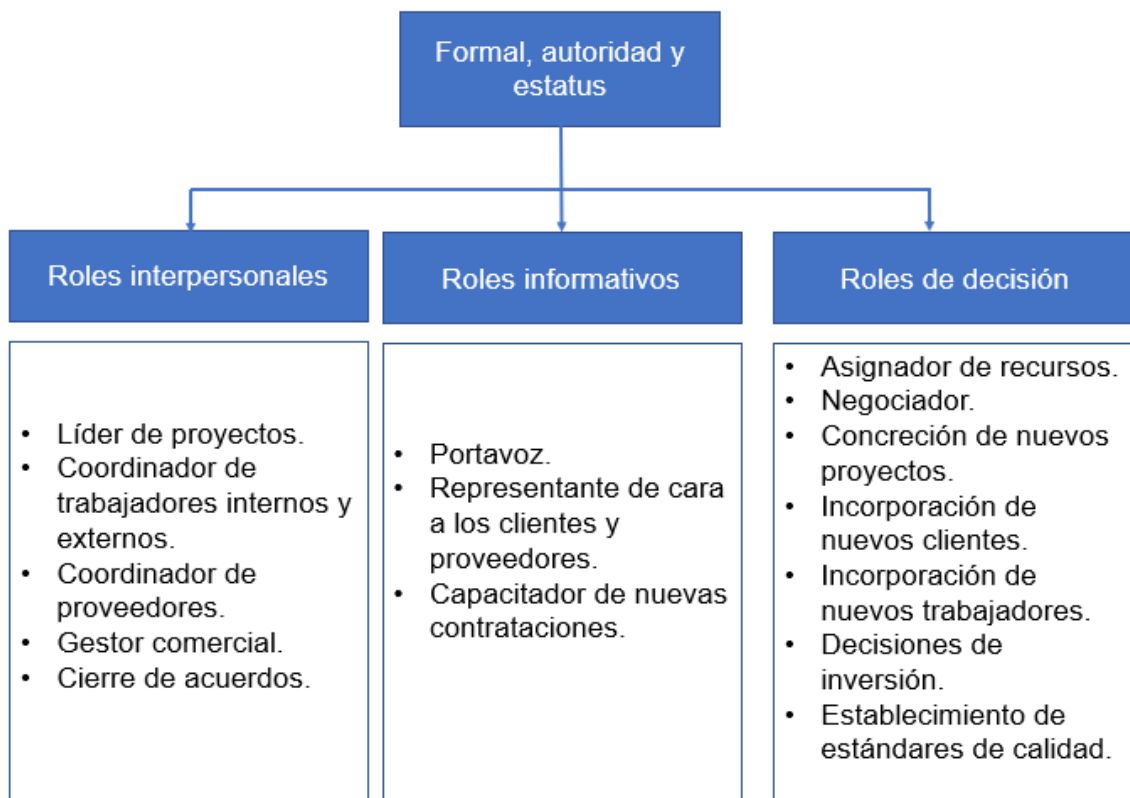 Formal, autoridad y
estatus
Roles interpersonales
Roles informativos
Roles de decisión
• Líder de proyectos.
• Coordinador de
trabajadores internos y
externos.
• Coordinador de
proveedores.
• Gestor comercial.
• Cierre de acuerdos.
• Portavoz.
• Representante de cara
a los clientes y
proveedores.
• Capacitador de nuevas
contrataciones.
• Asignador de recursos.
• Negociador.
• Concreción de nuevos
proyectos.
• Incorporación de
nuevos clientes.
• Incorporación de
nuevos trabajadores.
• Decisiones de
inversión.
• Establecimiento de
estándares de calidad.